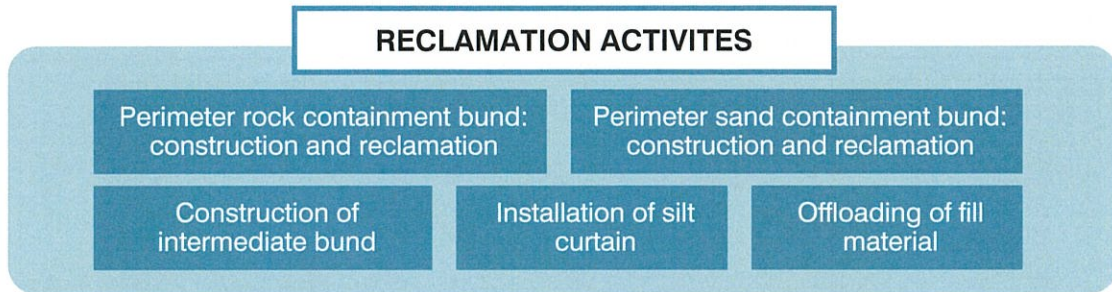 RECLAMATION ACTIVITES
Perimeter rock containment bund:
construction and reclamation
Perimeter sand containment bund:
construction and reclamation
Construction of
intermediate bund
Installation of silt
curtain
Offloading of fill
material